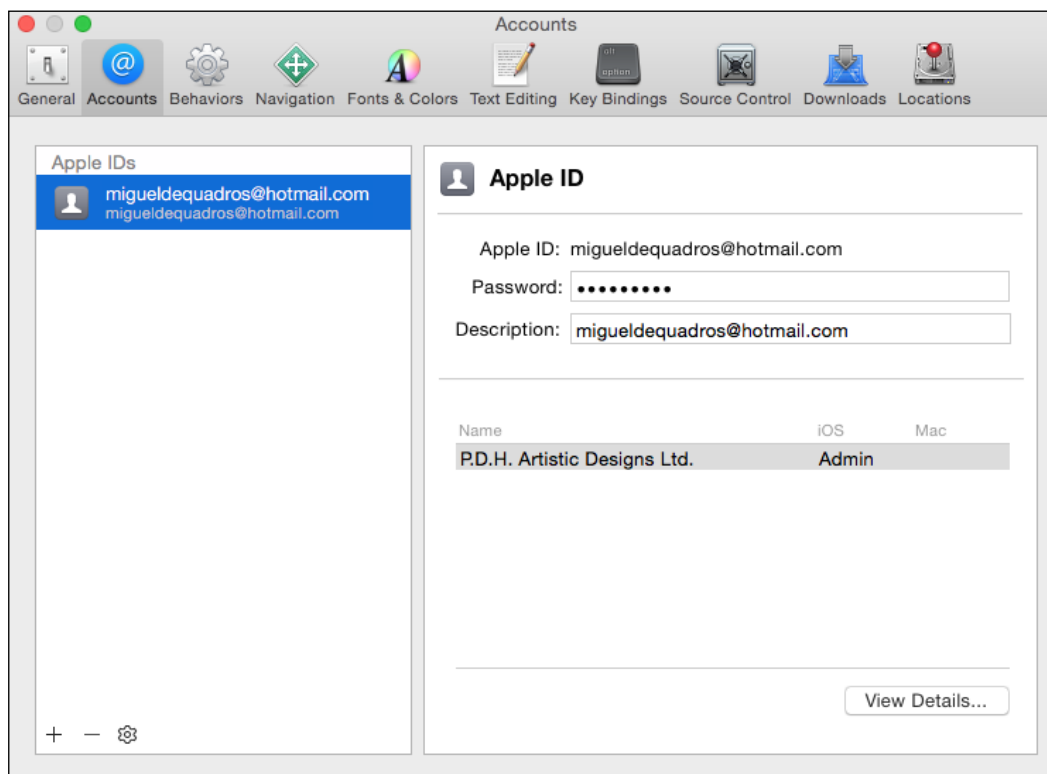 Accounts
General Accounts Behaviors Navigation Fonts & Colors Text Editing Key Bindings Source Control Downloads Locations
alt
option
Apple IDs
migueldequadros@hotmail.com
migueldequadros@hotmail.com
Apple ID
Apple ID: migueldequadros@hotmail.com
Password: •••••••••
Description: migueldequadros@hotmail.com
Name iOS Mac
P.D.H. Artistic Designs Ltd. Admin
View Details...